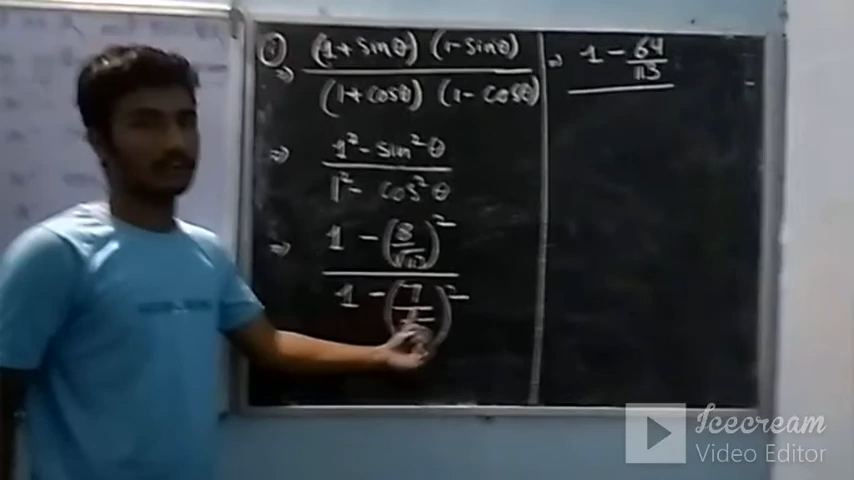 (1 + sinθ) (1 - sinθ)
⇒ ―――――――――
(1 + cosθ) (1 - cosθ)
⇒ 1² - sin²θ
―――――
1² - cos²θ
⇒ 1 - (8/√113)²
―――――
1 - (7/
)²
⇒ 1 - 64/113
―――――
Icecream
Video Editor